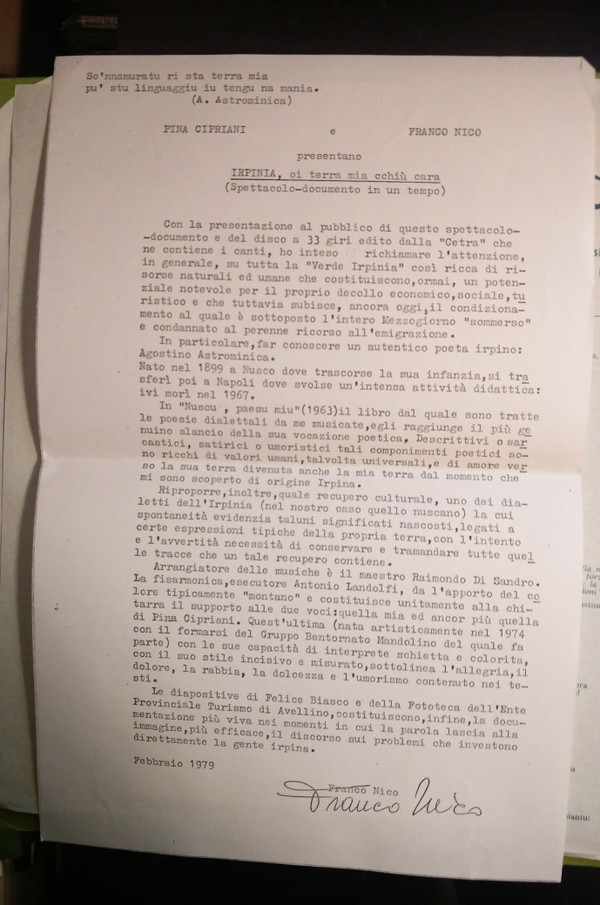 So'nnamuratu ri sta terra mia
pu' stu linguaggiu iu tengu na mania.
(A. Astrominica)
PINA CIPRIANI e FRANCO NICO
presentano
IRPINIA, oi terra mia cchiù cara
(Spettacolo-documento in un tempo)
Con la presentazione al pubblico di questo spettacolo-
-documento e del disco a 33 giri edito dalla "Cetra" che
ne contiene i canti, ho inteso richiamare l'attenzione,
in generale, su tutta la "Verde Irpinia" così ricca di ri-
sorse naturali ed umane che costituiscono,ormai, un poten-
ziale notevole per il proprio decollo economico,sociale,tu
ristico e che tuttavia subisce, ancora oggi,il condiziona-
mento al quale è sottoposto l'intero Mezzogiorno "sommerso"
e condannato al perenne ricorso all'emigrazione.
In particolare,far conoscere un autentico poeta irpino:
Agostino Astrominica.
Nato nel 1899 a Nusco dove trascorse la sua infanzia,si tra
sferì poi a Napoli dove svolse un'intensa attività didattica:
ivi morì nel 1967.
In "Nuscu , paesu miu"(1963)il libro dal quale sono tratte
le poesie dialettali da me musicate,egli raggiunge il più ge
nuino slancio della sua vocazione poetica. Descrittivi o sar
castici, satirici o umoristici tali componimenti poetici so-
no ricchi di valori umani,talvolta universali,e di amore ver
so la sua terra divenuta anche la mia terra dal momento che
mi sono scoperto di origine Irpina.
Riproporre,inoltre,quale recupero culturale, uno dei dia-
letti dell'Irpinia (nel nostro caso quello nuscano) la cui
spontaneità evidenzia taluni significati nascosti,legati a
certe espressioni tipiche della propria terra,con l'intento
e l'avvertità necessità di conservare e tramandare tutte quel
le tracce che un tale recupero contiene.
Arrangiatore delle musiche è il maestro Raimondo Di Sandro.
La fisarmonica,esecutore Antonio Landolfi, da l'apporto del co
lore tipicamente "montano" e costituisce unitamente alla chi-
tarra il supporto alle due voci:quella mia ed ancor più quella
di Pina Cipriani. Quest'ultima (nata artisticamente nel 1974
con il formarsi del Gruppo Bentornato Mandolino del quale fa
parte) con le sue capacità di interprete schietta e colorita,
con il suo stile incisivo e misurato,sottolinea l'allegria,il
dolore, la rabbia, la dolcezza e l'umorismo contenuto nei te-
sti.
Le diapositive di Felice Biasco e della Fototeca dell'Ente
Provinciale Turismo di Avellino,costituiscono,infine,la docu-
mentazione più viva nei momenti in cui la parola lascia alla
immagine,più efficace,il discorso sui problemi che investono
direttamente la gente irpina.
Febbraio 1979
Franco Nico
Franco Nico